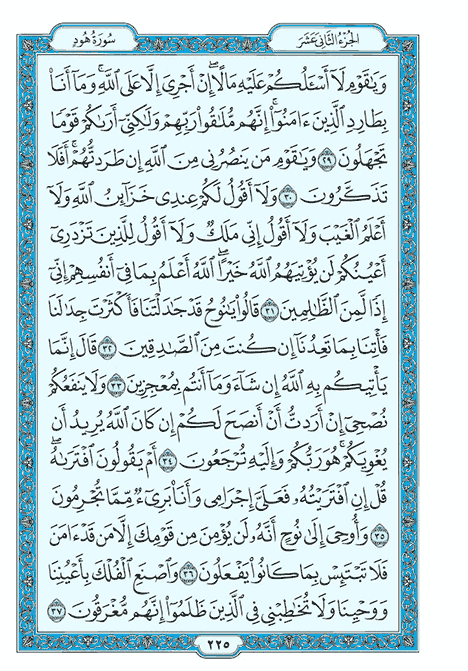 الجزء الثاني عشر
سورة هود
وَيَٰقَوْمِ لَآ أَسْـَٔلُكُمْ عَلَيْهِ مَالًا ۖ إِنْ أَجْرِىَ إِلَّا عَلَى ٱللَّهِ ۚ وَمَآ أَنَا۠
بِطَارِدِ ٱلَّذِينَ ءَامَنُوٓا۟ ۚ إِنَّهُم مُّلَٰقُوا۟ رَبِّهِمْ وَلَٰكِنِّىٓ أَرَىٰكُمْ قَوْمًا
تَجْهَلُونَ ٢٩ وَيَٰقَوْمِ مَن يَنصُرُنِى مِنَ ٱللَّهِ إِن طَرَدتُّهُمْ ۚ أَفَلَا
تَذَكَّرُونَ ٣٠ وَلَآ أَقُولُ لَكُمْ عِندِى خَزَآئِنُ ٱللَّهِ وَلَآ
أَعْلَمُ ٱلْغَيْبَ وَلَآ أَقُولُ إِنِّى مَلَكٌ وَلَآ أَقُولُ لِلَّذِينَ تَزْدَرِىٓ
أَعْيُنُكُمْ لَن يُؤْتِيَهُمُ ٱللَّهُ خَيْرًا ۖ ٱللَّهُ أَعْلَمُ بِمَا فِىٓ أَنفُسِهِمْ ۖ إِنِّىٓ
إِذًا لَّمِنَ ٱلظَّٰلِمِينَ ٣١ قَالُوا۟ يَٰنُوحُ قَدْ جَٰدَلْتَنَا فَأَكْثَرْتَ جِدَٰلَنَا
فَأْتِنَا بِمَا تَعِدُنَآ إِن كُنتَ مِنَ ٱلصَّٰدِقِينَ ٣٢ قَالَ إِنَّمَا
يَأْتِيكُم بِهِ ٱللَّهُ إِن شَآءَ وَمَآ أَنتُم بِمُعْجِزِينَ ٣٣ وَلَا يَنفَعُكُمْ
نُصْحِىٓ إِنْ أَرَدتُّ أَنْ أَنصَحَ لَكُمْ إِن كَانَ ٱللَّهُ يُرِيدُ أَن
يُغْوِيَكُمْ ۚ هُوَ رَبُّكُمْ وَإِلَيْهِ تُرْجَعُونَ ٣٤ أَمْ يَقُولُونَ ٱفْتَرَىٰهُ ۖ
قُلْ إِنِ ٱفْتَرَيْتُهُۥ فَعَلَىَّ إِجْرَامِى وَأَنَا۠ بَرِىٓءٌ مِّمَّا تُجْرِمُونَ
٣٥ وَأُوحِىَ إِلَىٰ نُوحٍ أَنَّهُۥ لَن يُؤْمِنَ مِن قَوْمِكَ إِلَّا مَن قَدْ ءَامَنَ
فَلَا تَبْتَئِسْ بِمَا كَانُوا۟ يَفْعَلُونَ ٣٦ وَٱصْنَعِ ٱلْفُلْكَ بِأَعْيُنِنَا
وَوَحْيِنَا وَلَا تُخَٰطِبْنِى فِى ٱلَّذِينَ ظَلَمُوٓا۟ ۚ إِنَّهُم مُّغْرَقُونَ ٣٧
٢٢٥